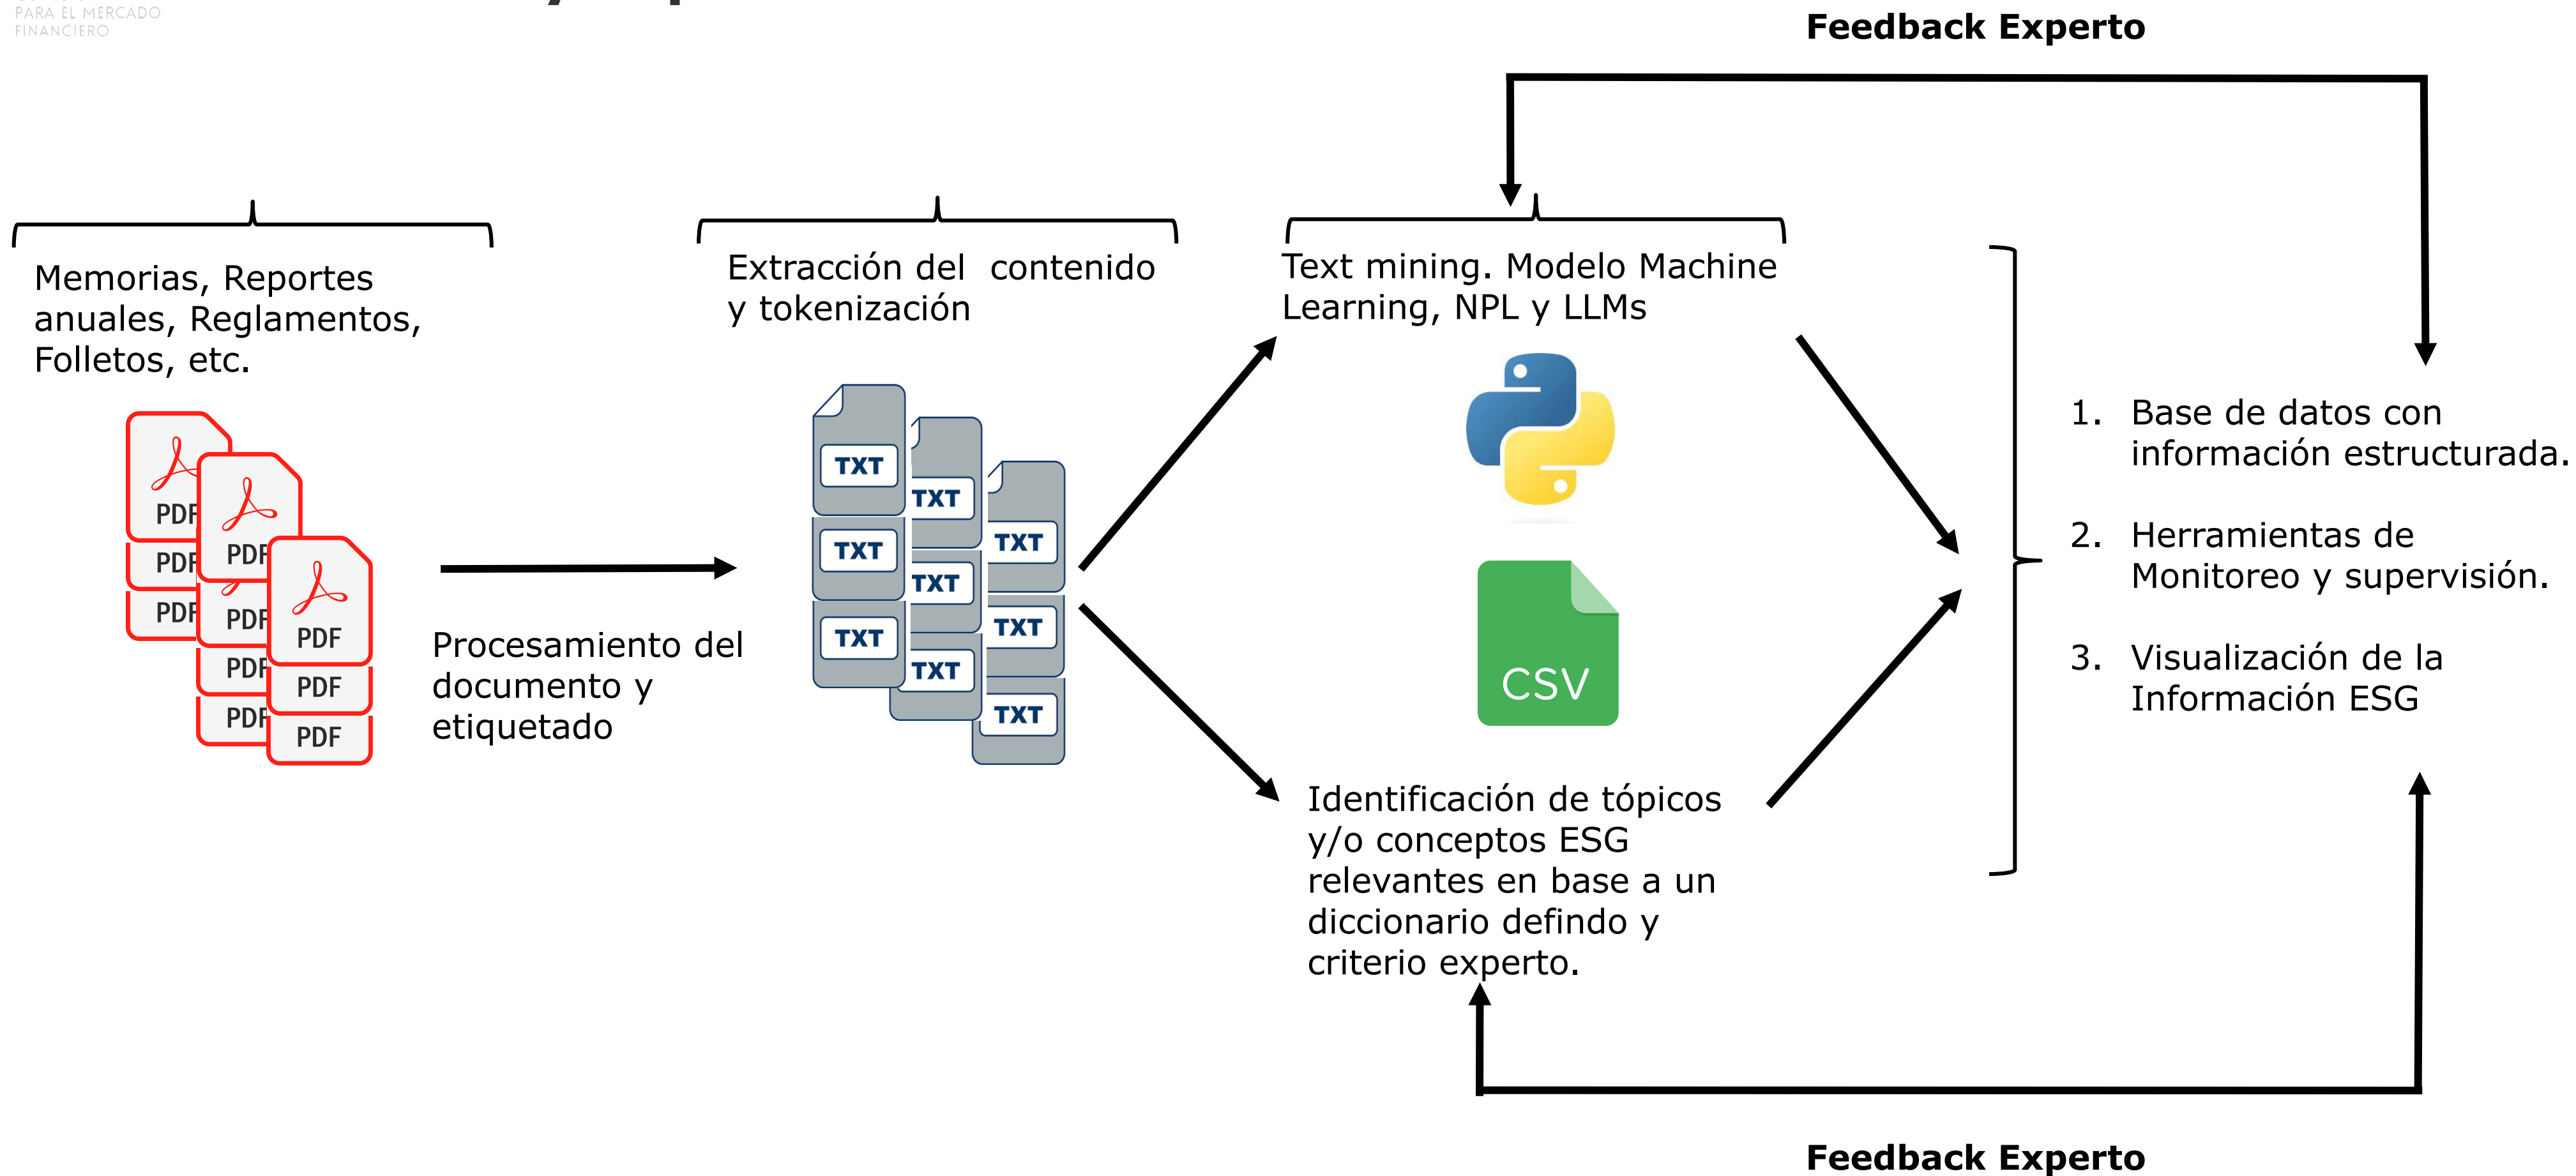 PARA EL MERCADO
FINANCIERO
Feedback Experto
Memorias, Reportes
anuales, Reglamentos,
Folletos, etc.
PDF
PDF
PDF
PDF
PDF
PDF
PDF
PDF
PDF
PDF
Procesamiento del
documento y
etiquetado
Extracción del contenido
y tokenización
TXT
TXT
TXT
TXT
TXT
TXT
TXT
TXT
TXT
Text mining. Modelo Machine
Learning, NPL y LLMs
CSV
Identificación de tópicos
y/o conceptos ESG
relevantes en base a un
diccionario defindo y
criterio experto.
1. Base de datos con
información estructurada.
2. Herramientas de
Monitoreo y supervisión.
3. Visualización de la
Información ESG
Feedback Experto